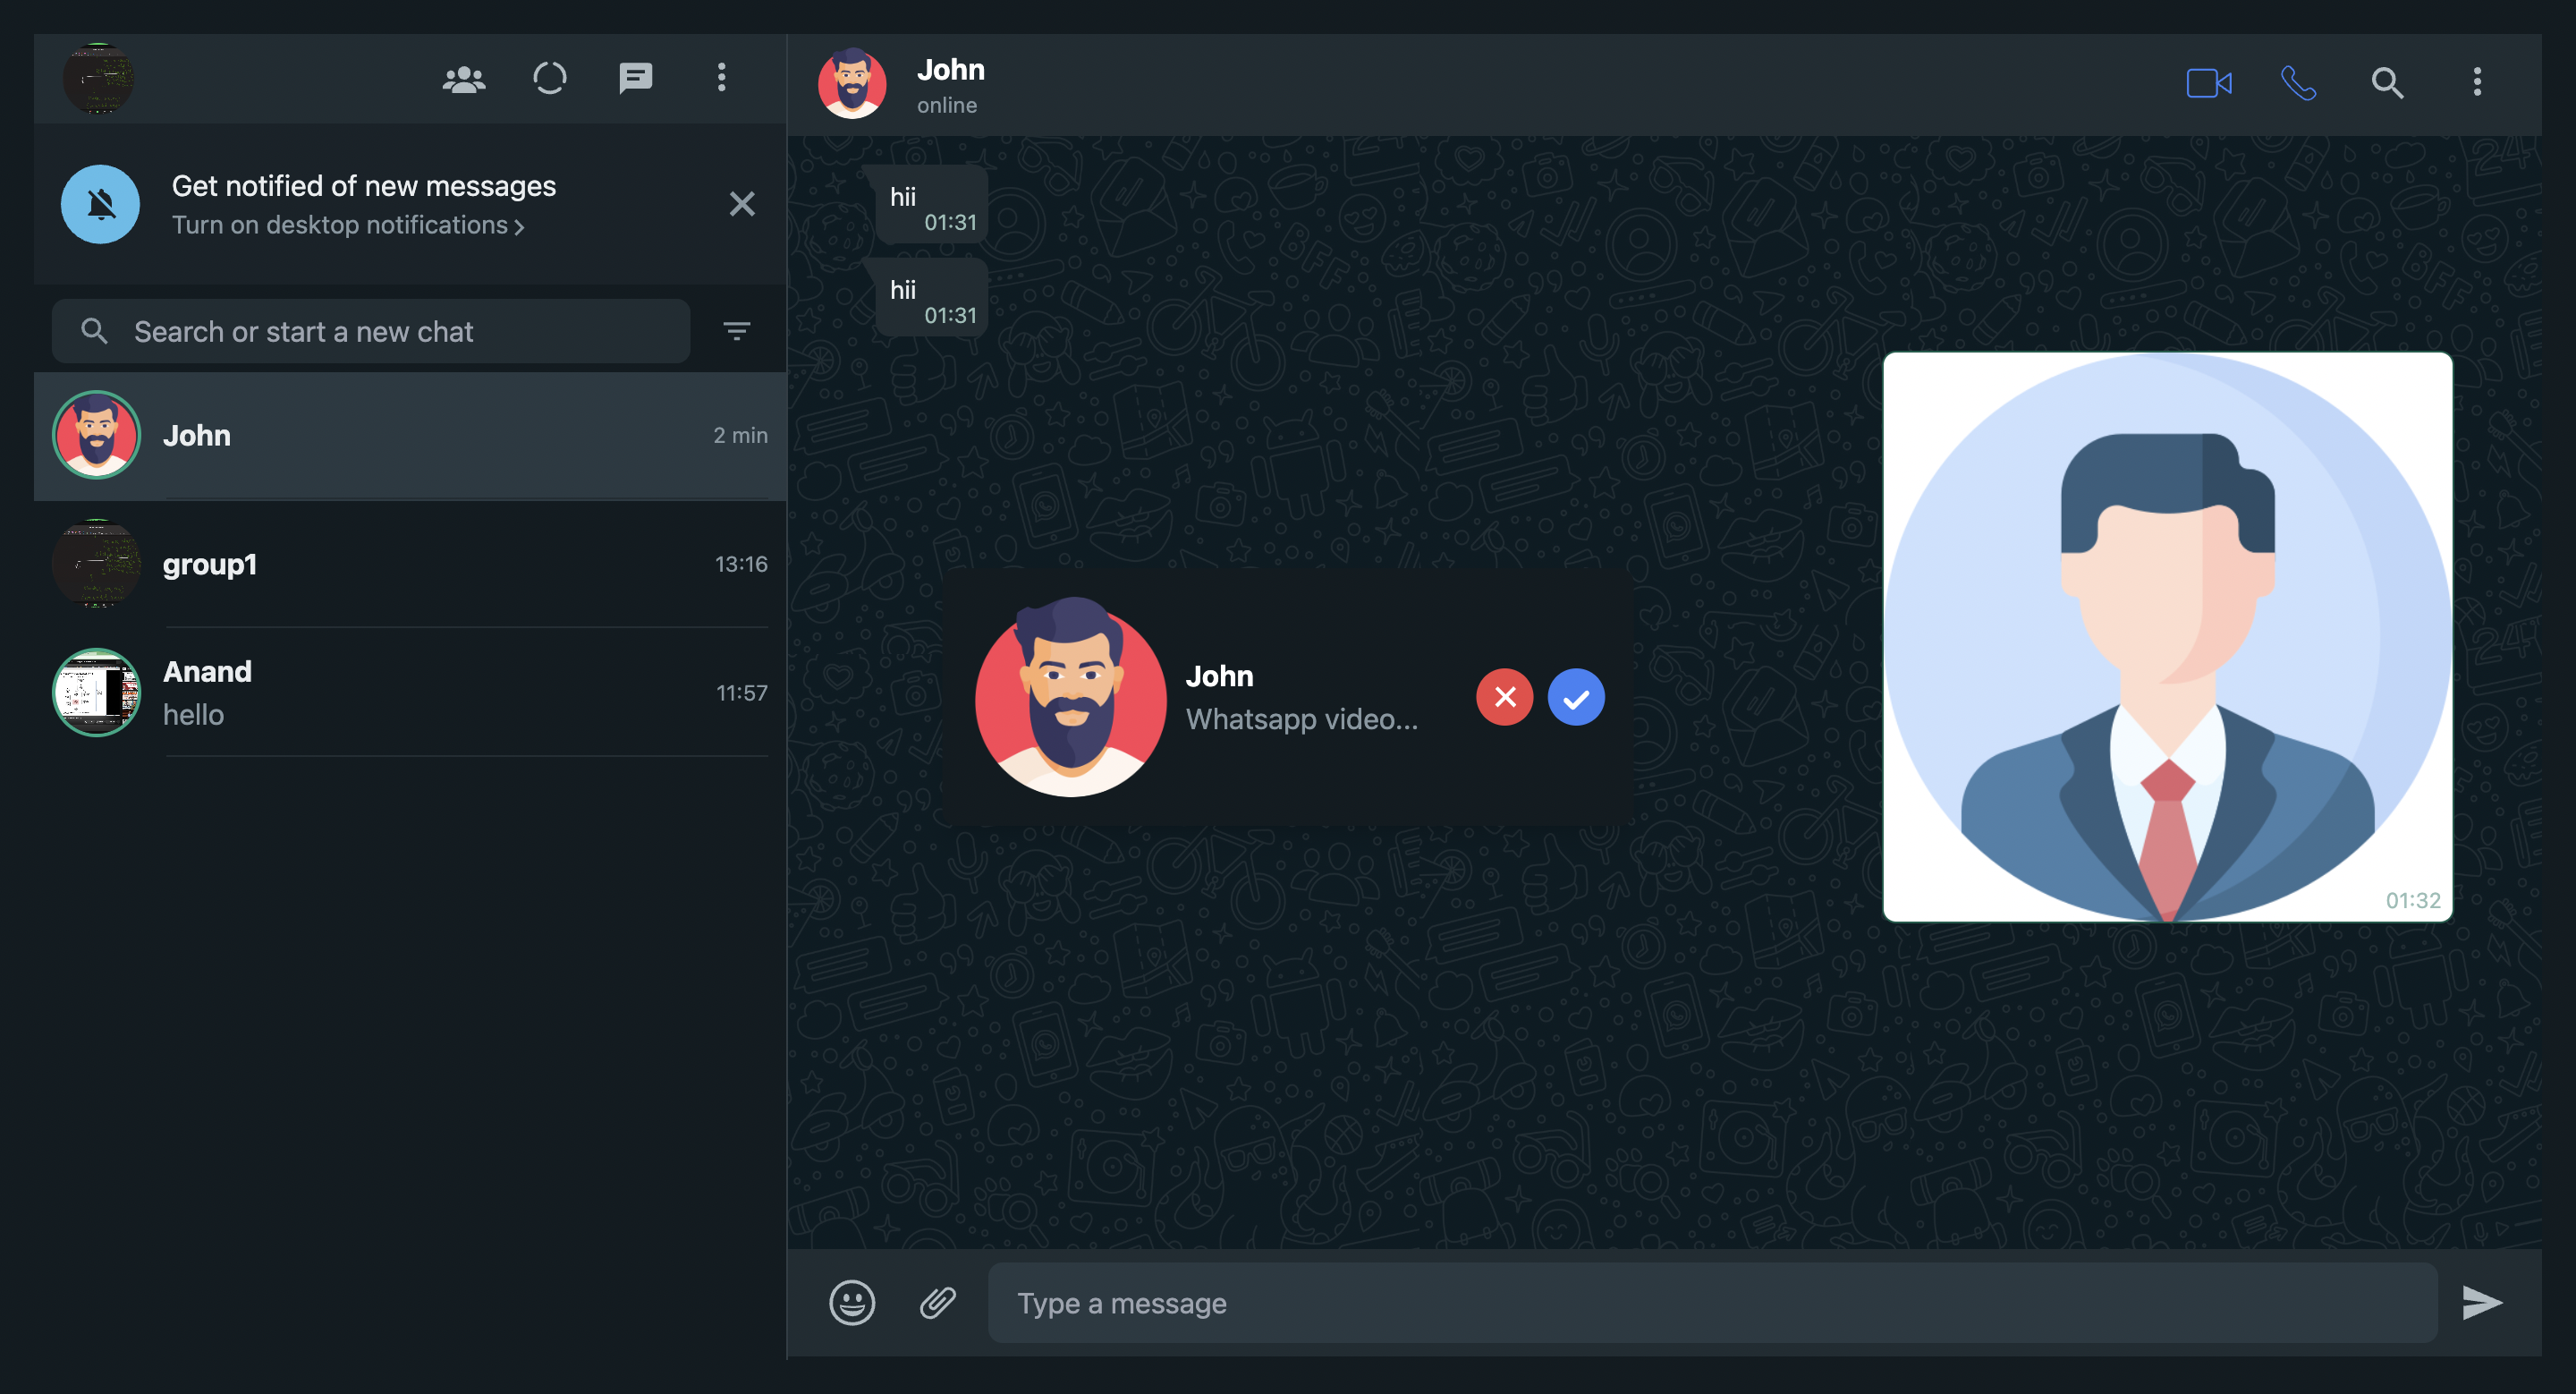 Get notified of new messages
Turn on desktop notifications
Search or start a new chat
John
2 min
group1
13:16
Anand
hello
11:57
John
online
hii
01:31
hii
01:31
01:32
John
Whatsapp video...
Type a message